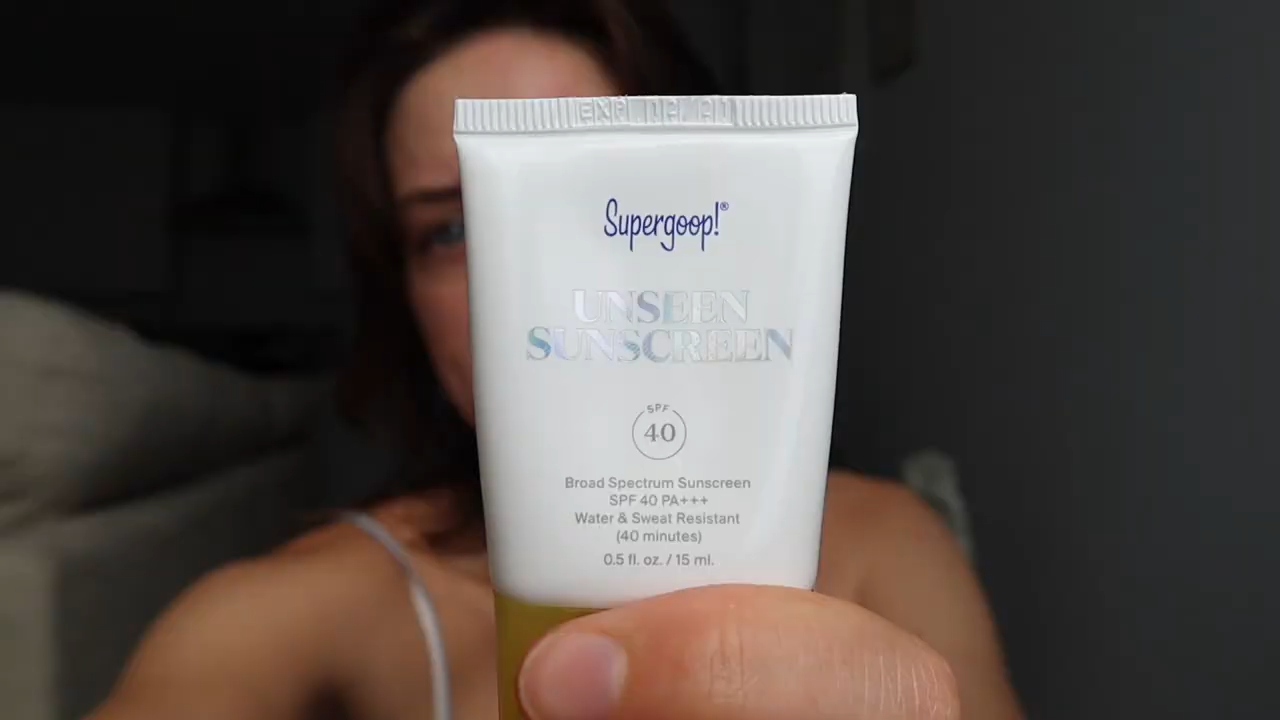 Supergoop!®
UNSEEN
SUNSCREEN
SPF
40
Broad Spectrum Sunscreen
SPF 40 PA+++
Water & Sweat Resistant
(40 minutes)
0.5 fl. oz. / 15 ml.